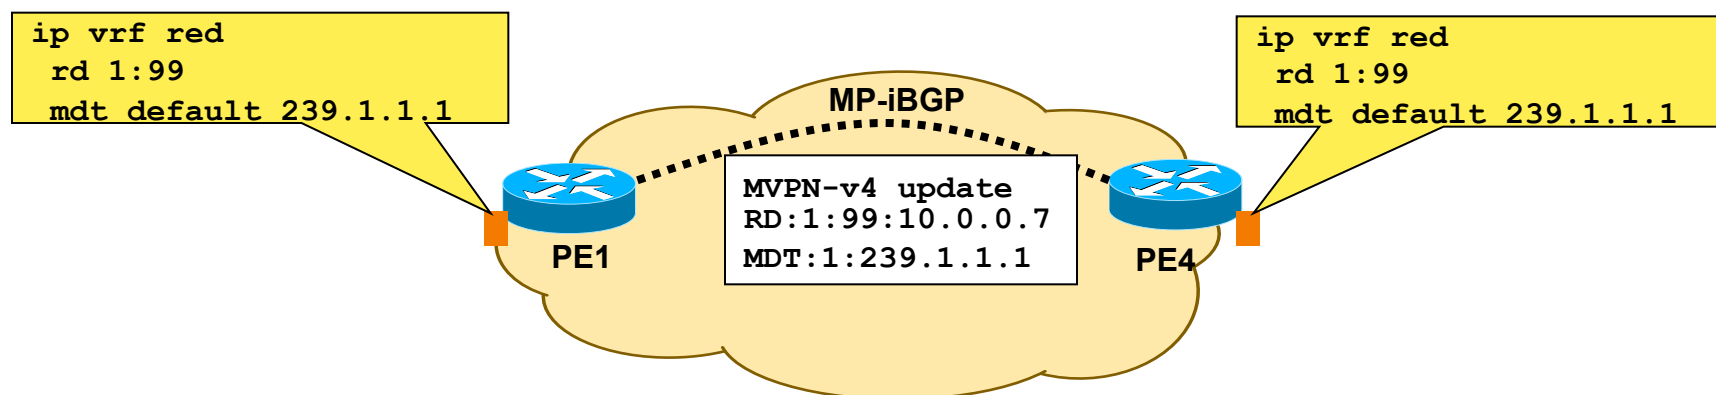 ip vrf red
rd 1:99
mdt default 239.1.1.1
ip vrf red
rd 1:99
mdt default 239.1.1.1
MP-iBGP
MVPN-v4 update
RD:1:99:10.0.0.7
MDT:1:239.1.1.1
PE1
PE4